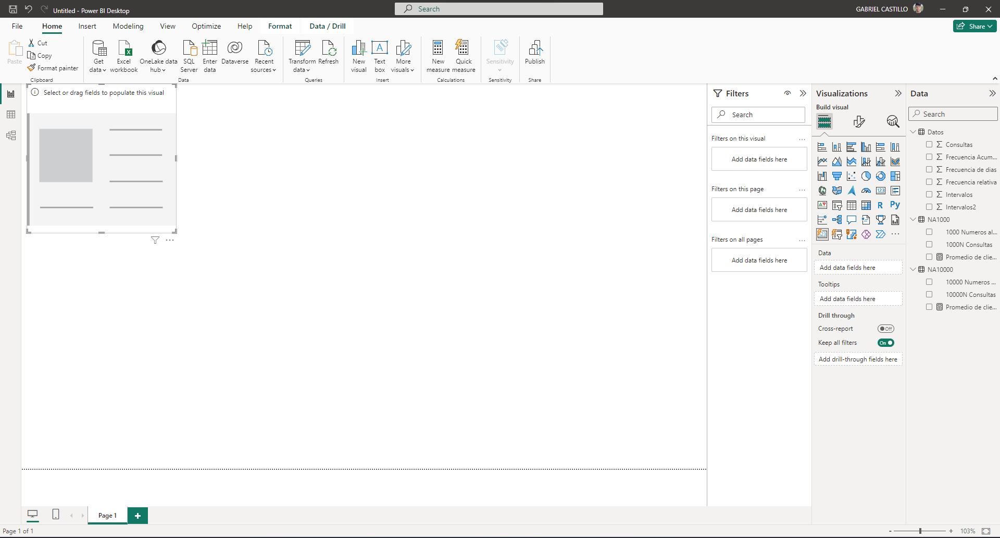 Untitled - Power BI Desktop
Search
GABRIEL CASTILLO
File Home Insert Modeling View Optimize Help Format Data / Drill
Share
Paste
Cut
Copy
Format painter
Clipboard
Get data
Excel workbook
OneLake data hub
SQL Server
Enter data
Dataverse
Recent sources
Data
Transform data
Refresh
Queries
New visual
A
Text box
More visuals
Insert
New measure
Quick measure
Calculations
Sensitivity
Sensitivity
Publish
Share
Select or drag fields to populate this visual
Filters
Search
Filters on this visual
...
Add data fields here
Filters on this page
...
Add data fields here
Filters on all pages
...
Add data fields here
Visualizations
Build visual
123
R
Py
123
...
Data
Add data fields here
Tooltips
Add data fields here
Drill through
Cross-report
Off
Keep all filters
On
Add drill-through fields here
Data
Search
Datos
Σ Consultas
Σ Frecuencia Acum...
Σ Frecuencia de dias
Σ Frecuencia relativa
Σ Intervalos
Σ Intervalos2
NA1000
1000 Numeros al...
1000N Consultas
Promedio de clie...
NA10000
10000 Numeros ...
10000N Consultas
Promedio de clie...
Page 1
+
Page 1 of 1
- + 103%